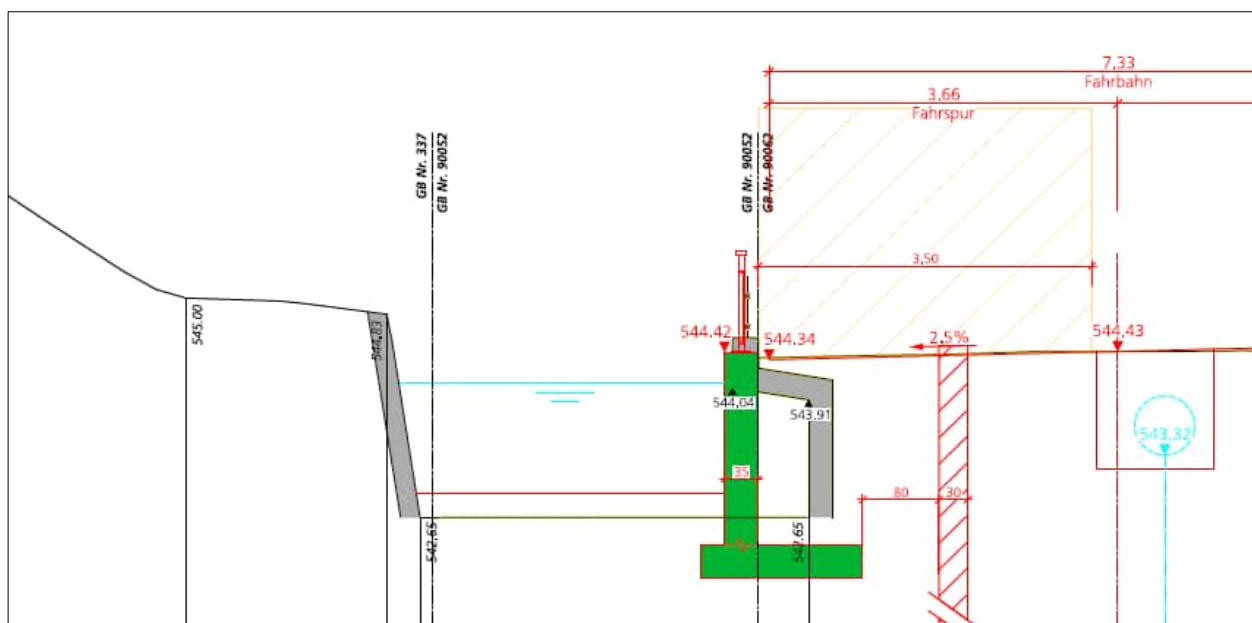 7.33
Fahrbahn
3.66
Fahrspur
GB Nr. 337
GB Nr. 90052
GB Nr. 90052
GB Nr. 90062
3.50
545.00
544.83
544.42
544.34
2.5%
544.43
544.04
543.91
543.32
35
80
30
542.65
542.65